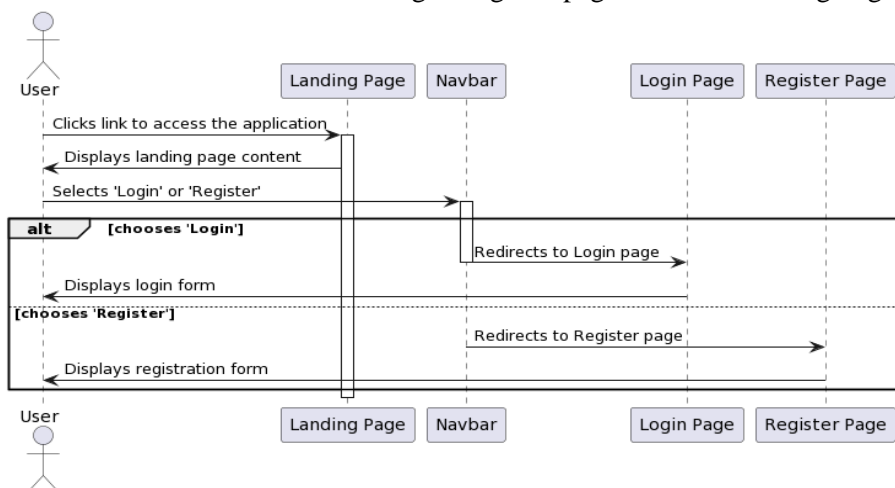 User
Landing Page
Navbar
Login Page
Register Page
Clicks link to access the application
Displays landing page content
Selects 'Login' or 'Register'
alt
[chooses 'Login']
Redirects to Login page
Displays login form
[chooses 'Register']
Redirects to Register page
Displays registration form
User
Landing Page
Navbar
Login Page
Register Page